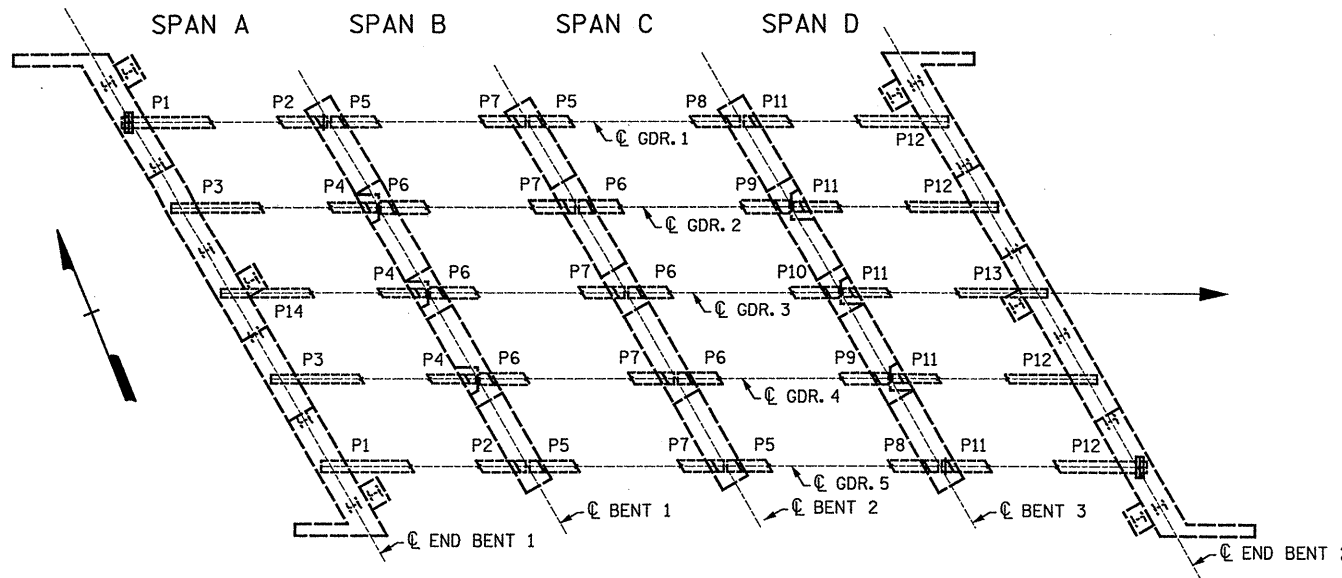 SPAN A SPAN B SPAN C SPAN D
P1 P2 P5 P7 P5 P8 P11 P12
℄ GDR. 1
P3 P4 P6 P7 P6 P9 P11 P12
℄ GDR. 2
P14 P4 P6 P7 P6 P10 P11 P13
℄ GDR. 3
P3 P4 P6 P7 P6 P9 P11 P12
℄ GDR. 4
P1 P2 P5 P7 P5 P8 P11 P12
℄ GDR. 5
℄ BENT 1 ℄ BENT 2 ℄ BENT 3
℄ END BENT 1 ℄ END BENT